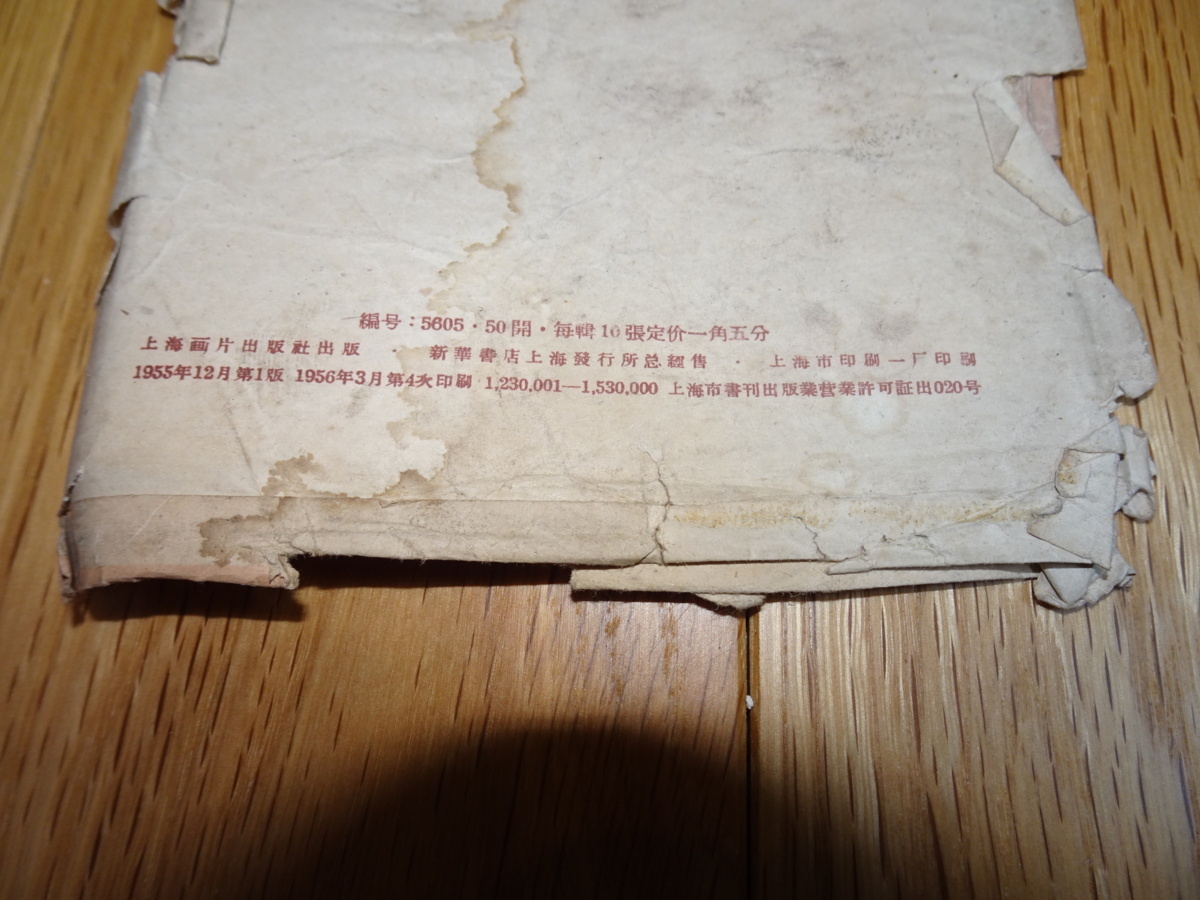 編号：5605·50開·每輯10張定价一角五分
上海画片出版社出版 · 新華書店上海發行所总經售 · 上海市印刷一厂印刷
1955年12月第1版 1956年3月第4次印刷 1,230,001—1,530,000 上海市書刊出版業营業許可証出020号